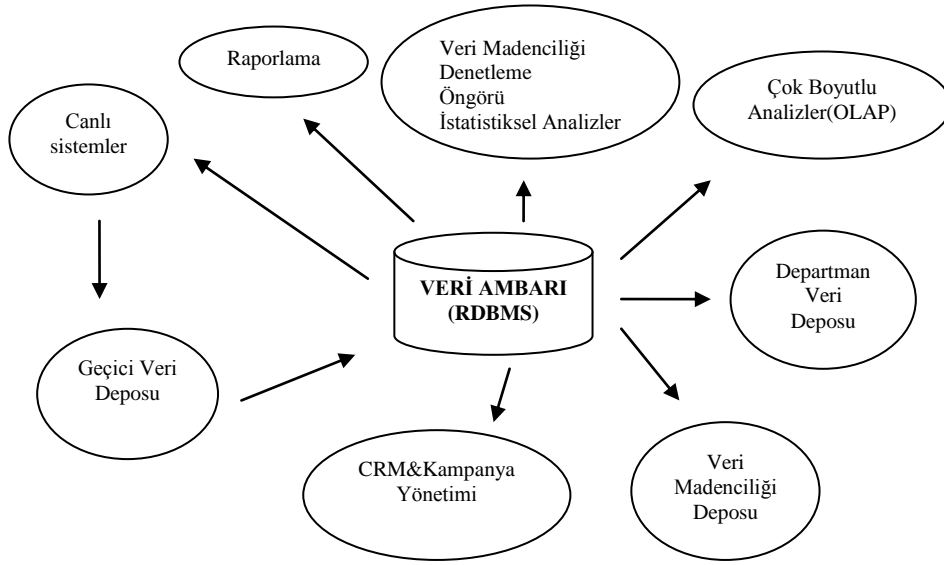 Raporlama
Veri Madenciliği
Denetleme
Öngörü
İstatistiksel Analizler
Çok Boyutlu
Analizler(OLAP)
Canlı
sistemler
VERİ AMBARI
(RDBMS)
Departman
Veri
Deposu
Geçici Veri
Deposu
CRM&Kampanya
Yönetimi
Veri
Madenciliği
Deposu